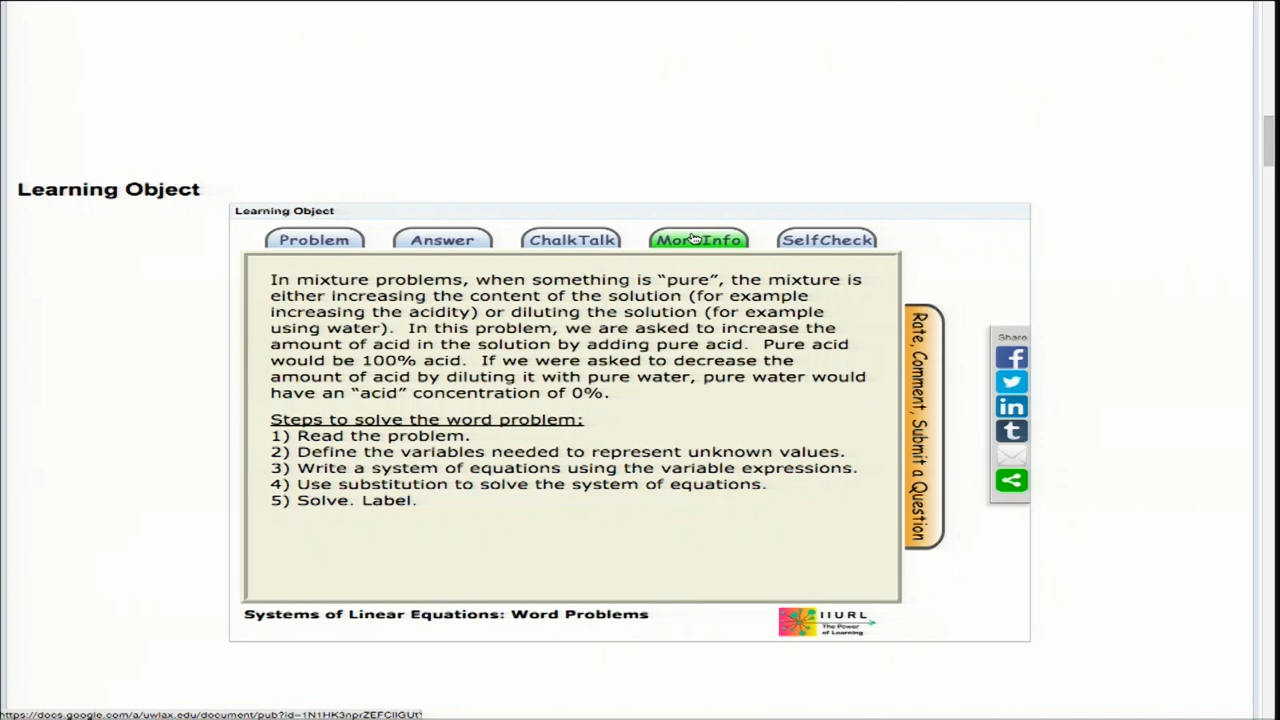 Learning Object
Learning Object
Problem Answer ChalkTalk MoreInfo SelfCheck
In mixture problems, when something is “pure”, the mixture is
either increasing the content of the solution (for example
increasing the acidity) or diluting the solution (for example
using water).  In this problem, we are asked to increase the
amount of acid in the solution by adding pure acid.  Pure acid
would be 100% acid.  If we were asked to decrease the
amount of acid by diluting it with pure water, pure water would
have an “acid” concentration of 0%.
Steps to solve the word problem:
1) Read the problem.
2) Define the variables needed to represent unknown values.
3) Write a system of equations using the variable expressions.
4) Use substitution to solve the system of equations.
5) Solve. Label.
Rate, Comment, Submit a Question
Share
Systems of Linear Equations: Word Problems
IIURL
The Power
of Learning